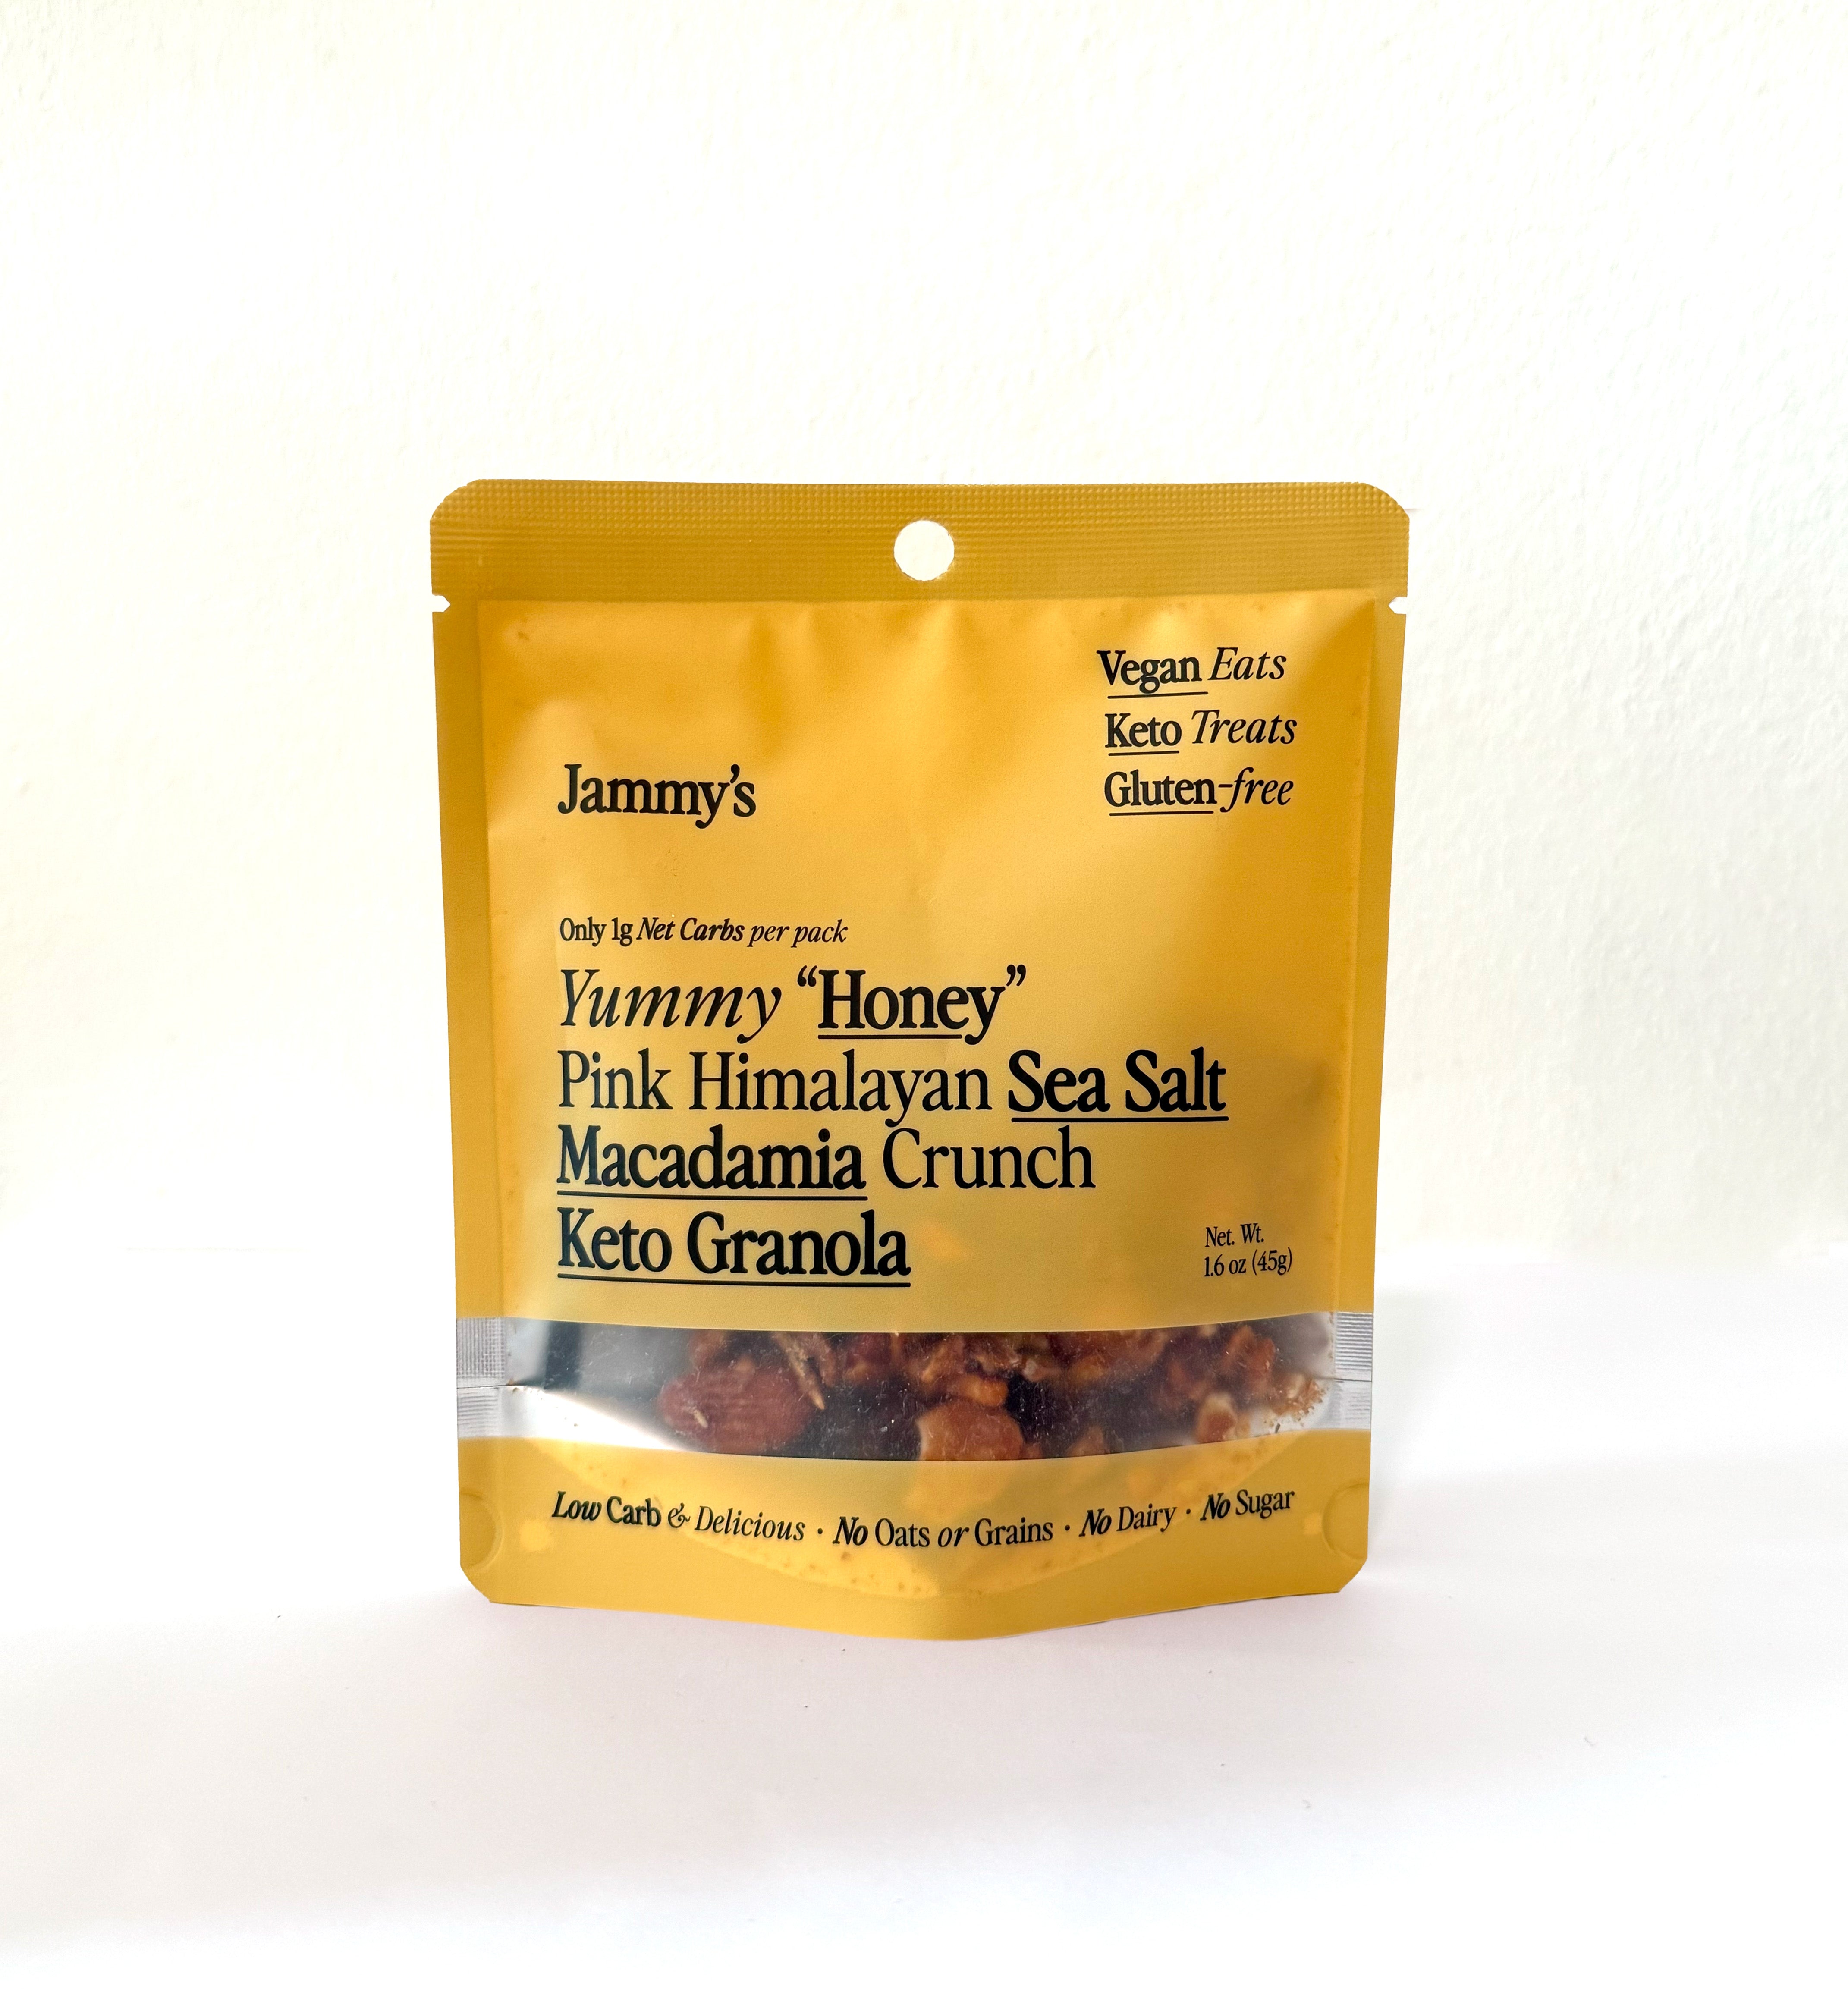 Vegan Eats
Keto Treats
Gluten-free
Jammy's
Only 1g Net Carbs per pack
Yummy “Honey”
Pink Himalayan Sea Salt
Macadamia Crunch
Keto Granola
Net. Wt.
1.6 oz (45g)
Low Carb & Delicious · No Oats or Grains · No Dairy · No Sugar